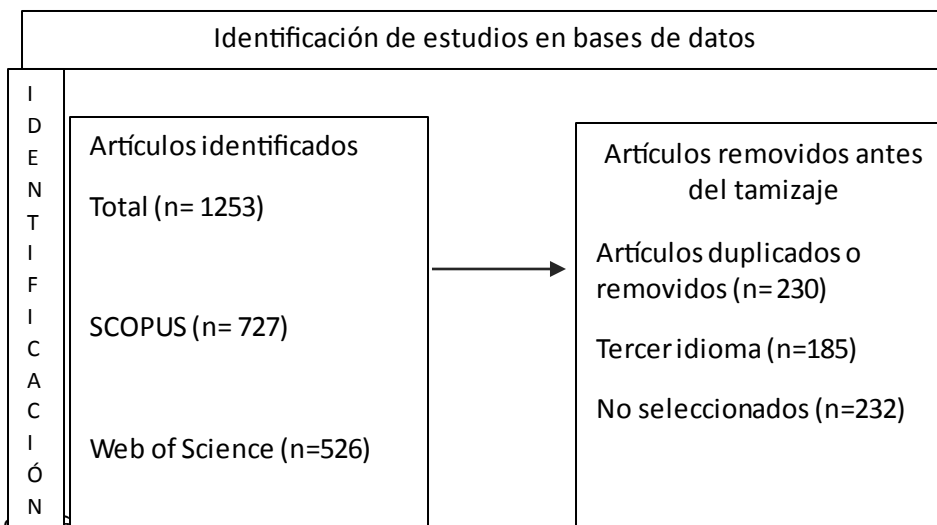 Identificación de estudios en bases de datos
IDENTIFICACIÓN
Artículos identificados
Total (n= 1253)
SCOPUS (n= 727)
Web of Science (n=526)
Artículos removidos antes
del tamizaje
Artículos duplicados o
removidos (n= 230)
Tercer idioma (n=185)
No seleccionados (n=232)